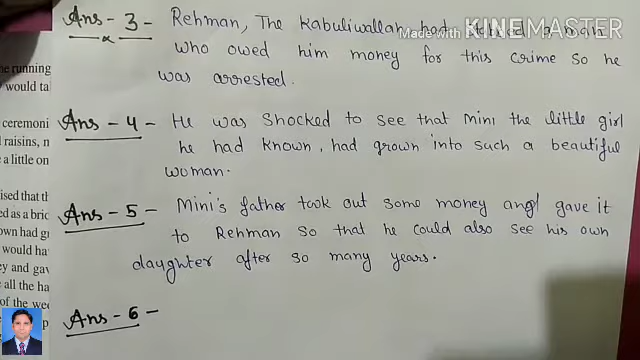 Ans - 3 - Rehman, The Kabuliwallah had
who owed him money for this crime so he
was arrested.
Ans - 4 - He was shocked to see that Mini the little girl
he had known, had grown into such a beautiful
woman.
Ans - 5 - Mini's father took out some money and gave it
to Rehman so that he could also see his own
daughter after so many years.
Ans - 6 -
Made with KINEMASTER
running
would ta
ceremoni
raisins, n
a little on
ised that th
ed as a bric
own had g
would ha
ey and gav
all the ha
of the we